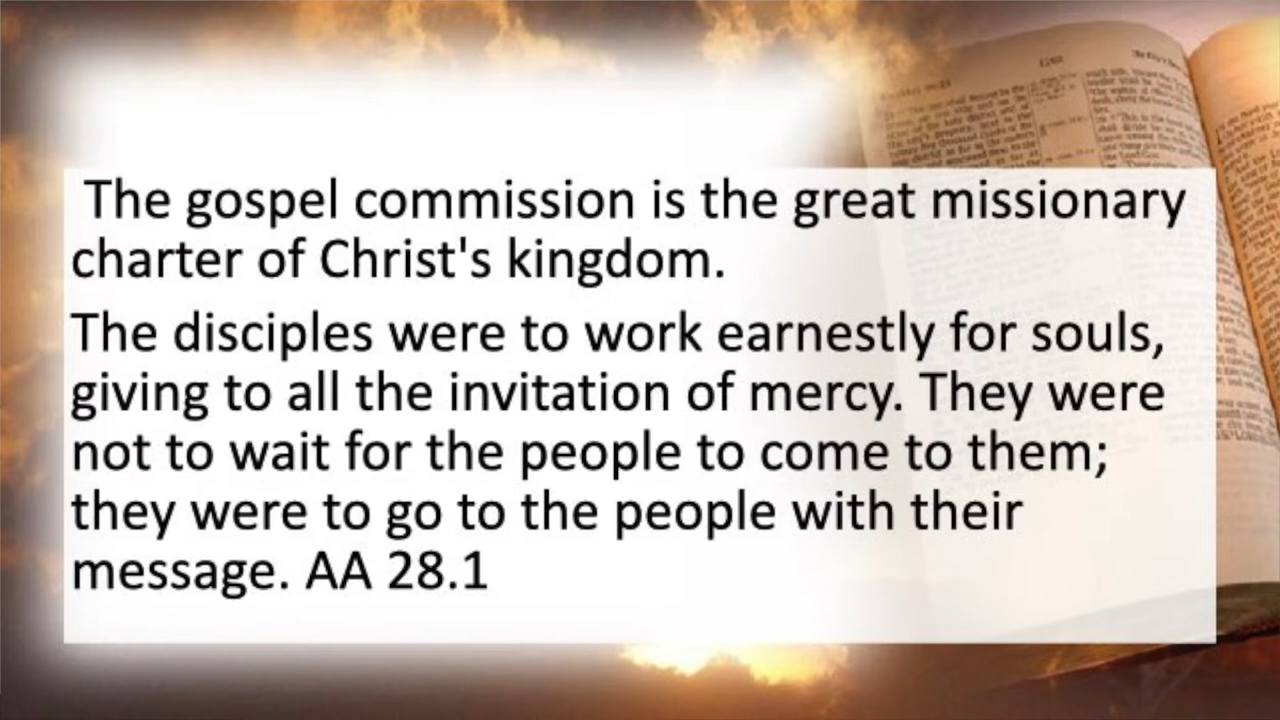 The gospel commission is the great missionary
charter of Christ's kingdom.
The disciples were to work earnestly for souls,
giving to all the invitation of mercy. They were
not to wait for the people to come to them;
they were to go to the people with their
message. AA 28.1